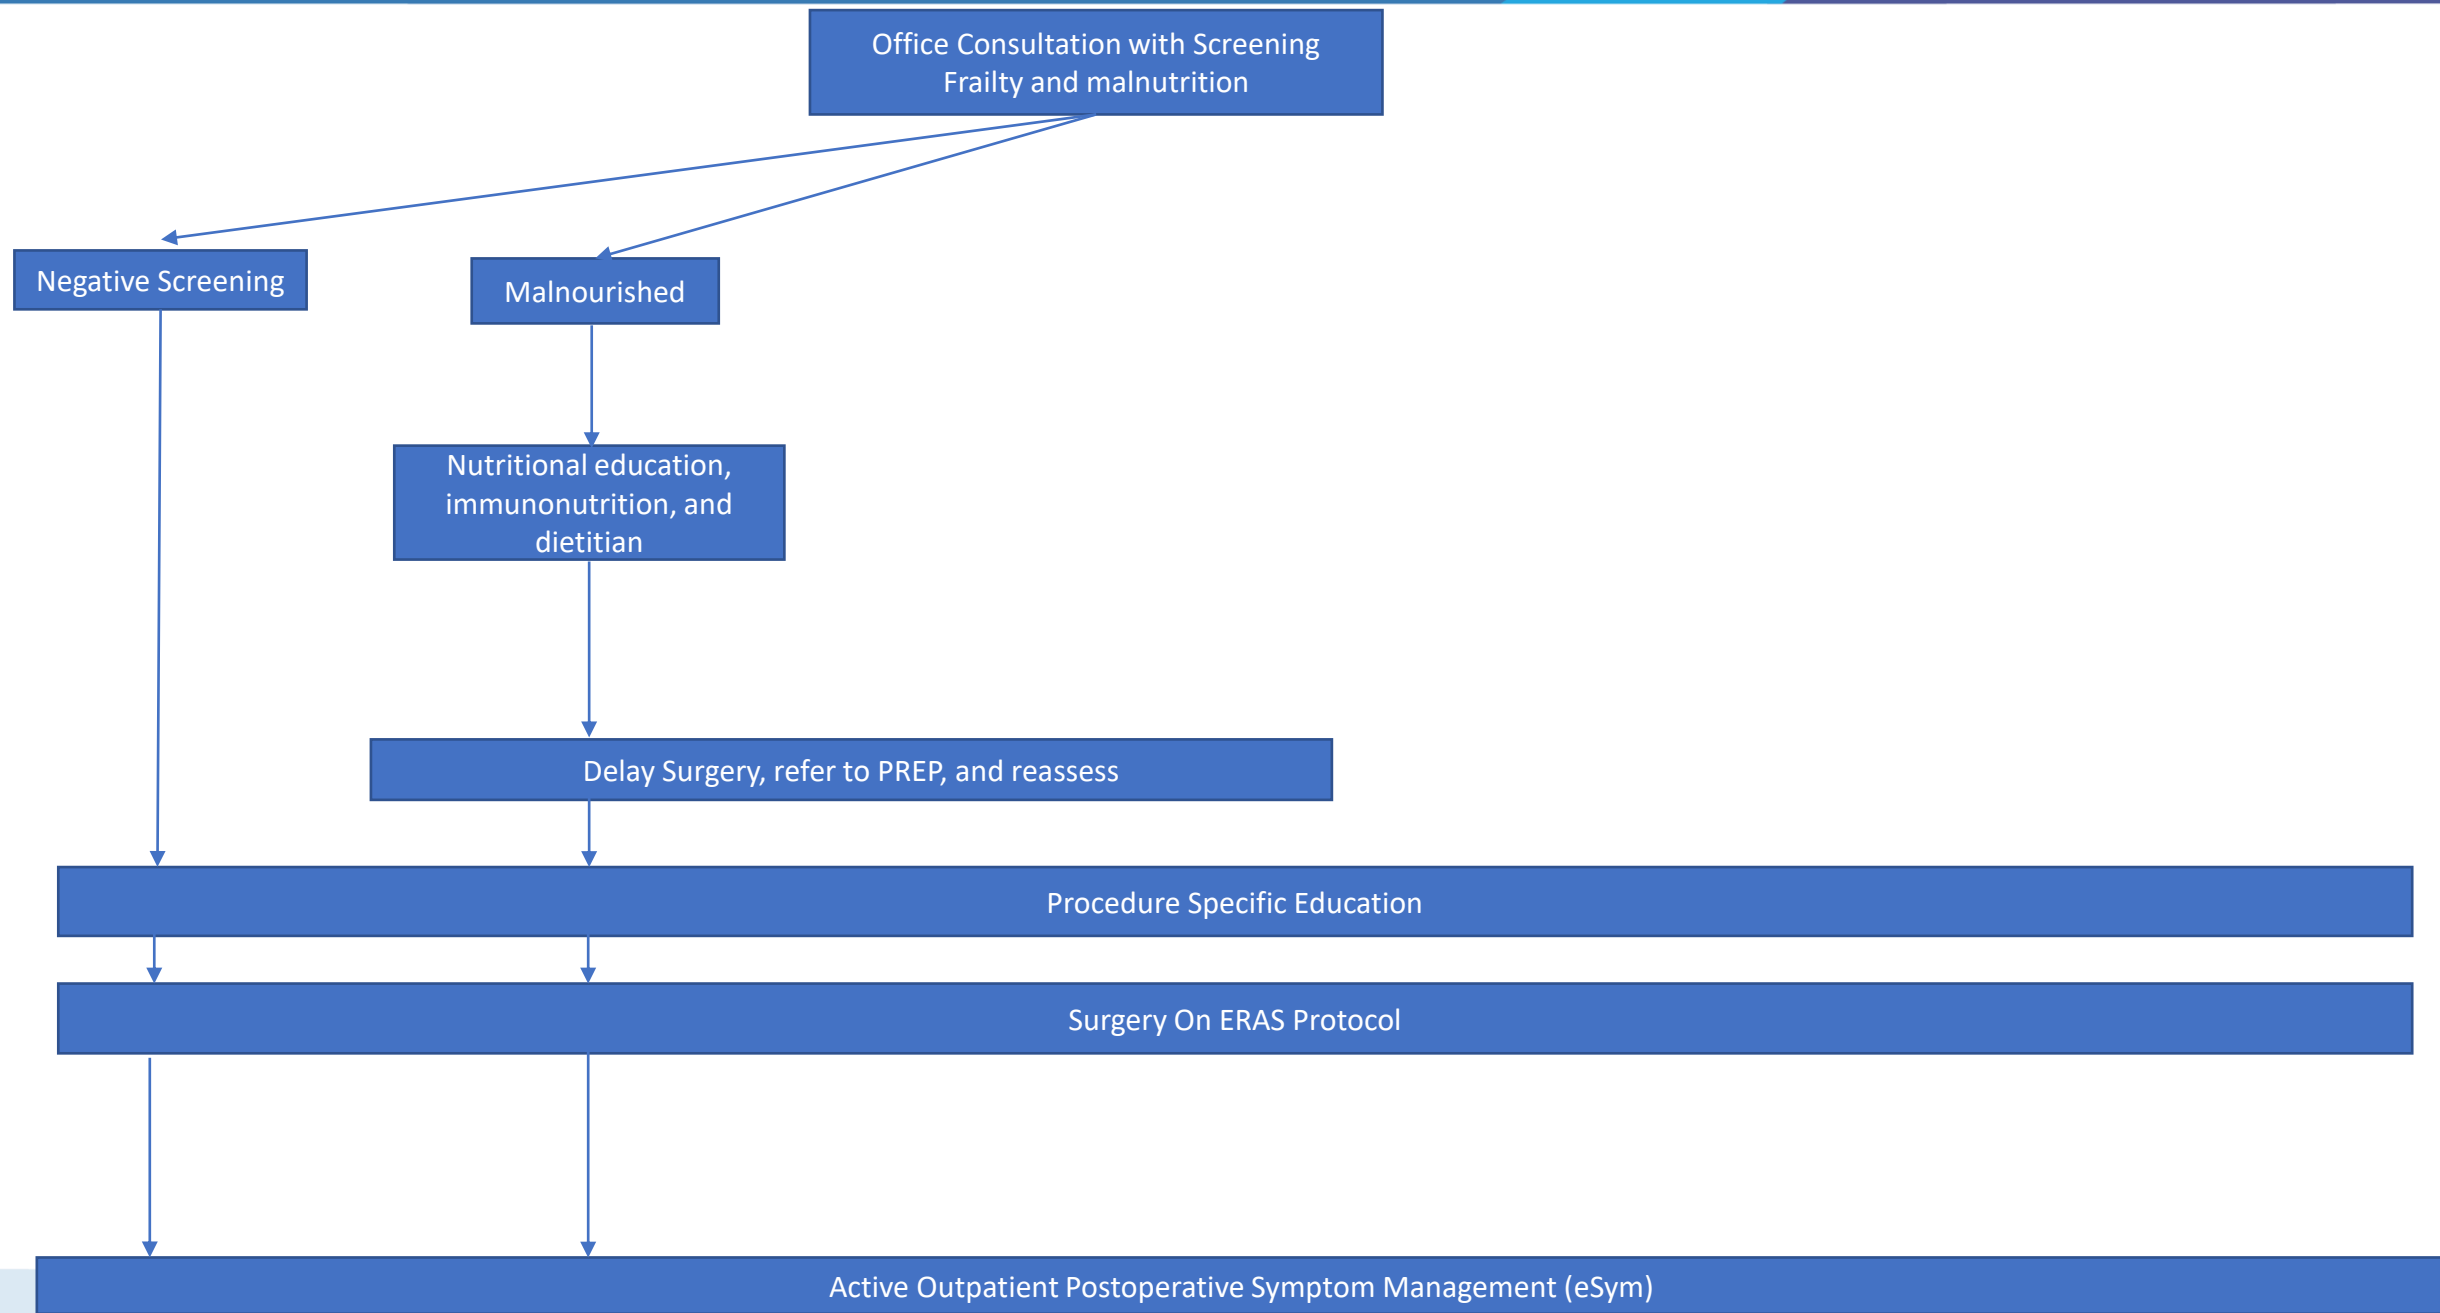 Office Consultation with Screening
Frailty and malnutrition
Negative Screening
Malnourished
Nutritional education,
immunonutrition, and
dietitian
Delay Surgery, refer to PREP, and reassess
Procedure Specific Education
Surgery On ERAS Protocol
Active Outpatient Postoperative Symptom Management (eSym)